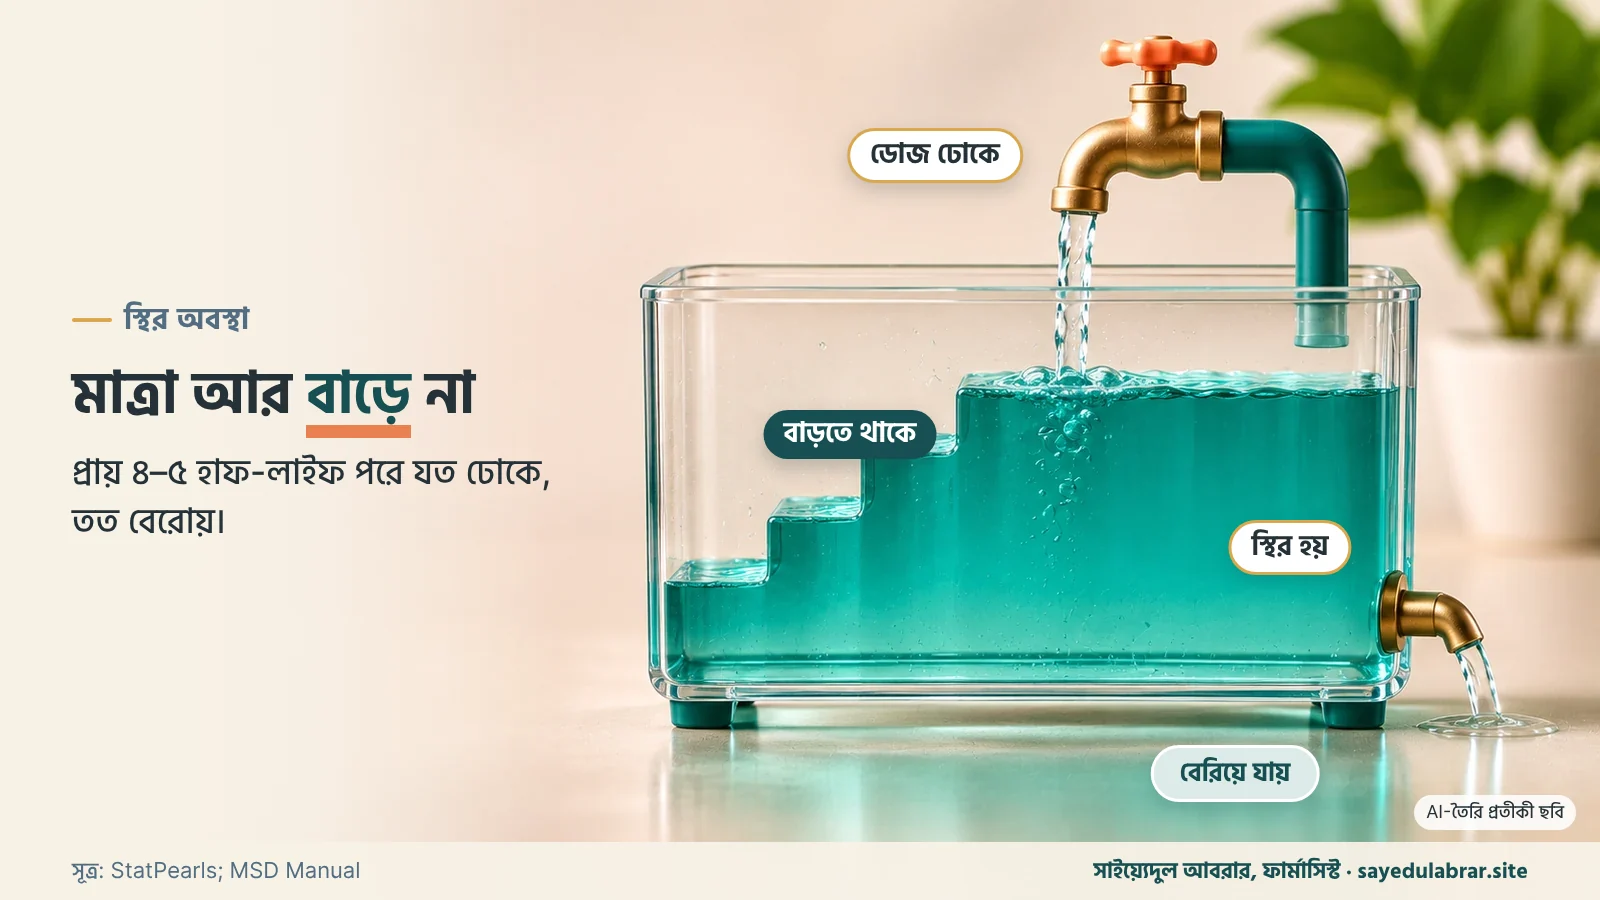 ডোজ ঢোকে
স্থির অবস্থা
মাত্রা আর বাড়ে না
প্রায় ৪–৫ হাফ-লাইফ পরে যত ঢোকে,
তত বেরোয়।
বাড়তে থাকে
স্থির হয়
বেরিয়ে যায়
AI-তৈরি প্রতীকী ছবি
সূত্র: StatPearls; MSD Manual
সাইয়্যেদুল আবরার, ফার্মাসিস্ট · sayedulabrar.site